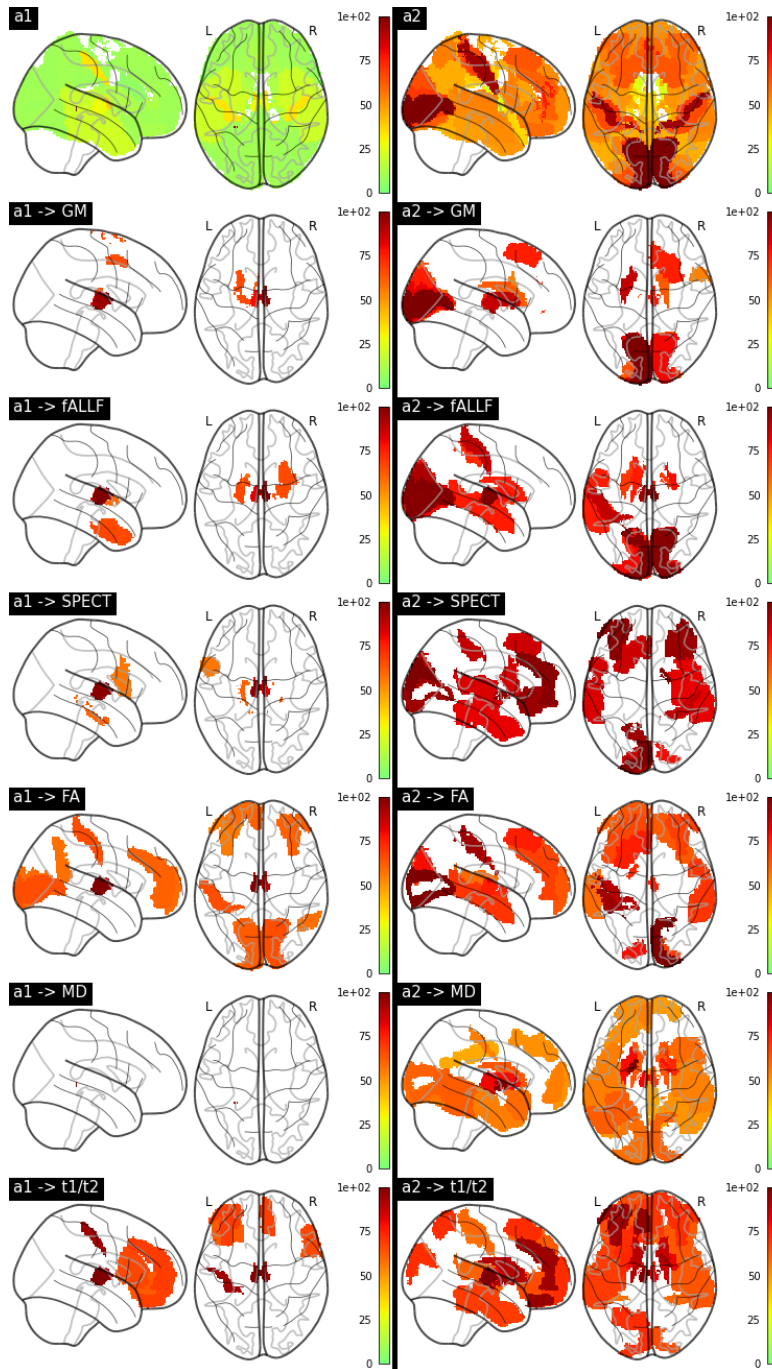 a1
L R
1e+02
75
50
25
0
a2
L R
1e+02
75
50
25
0
a1 -> GM
L R
1e+02
75
50
25
0
a2 -> GM
L R
1e+02
75
50
25
0
a1 -> fALLF
L R
1e+02
75
50
25
0
a2 -> fALLF
L R
1e+02
75
50
25
0
a1 -> SPECT
L R
1e+02
75
50
25
0
a2 -> SPECT
L R
1e+02
75
50
25
0
a1 -> FA
L R
1e+02
75
50
25
0
a2 -> FA
L R
1e+02
75
50
25
0
a1 -> MD
L R
1e+02
75
50
25
0
a2 -> MD
L R
1e+02
75
50
25
0
a1 -> t1/t2
L R
1e+02
75
50
25
0
a2 -> t1/t2
L R
1e+02
75
50
25
0